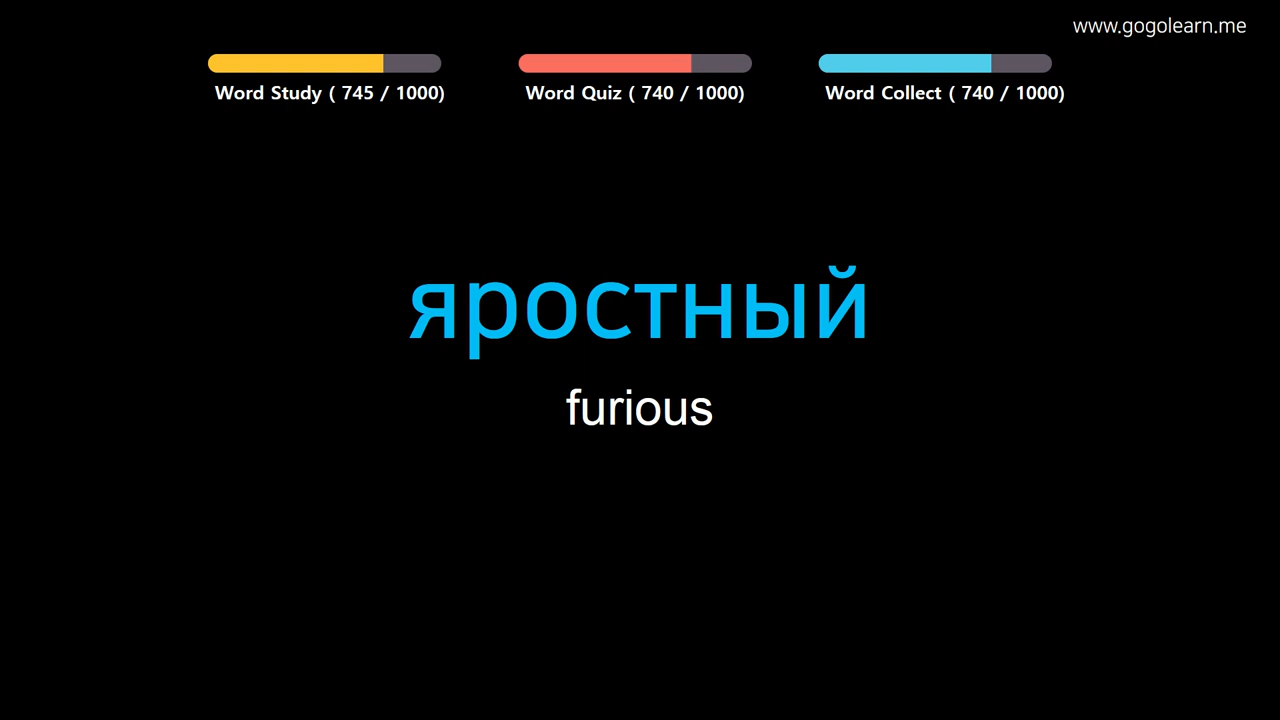 www.gogolearn.me
Word Study ( 745 / 1000)
Word Quiz ( 740 / 1000)
Word Collect ( 740 / 1000)
яростный
furious